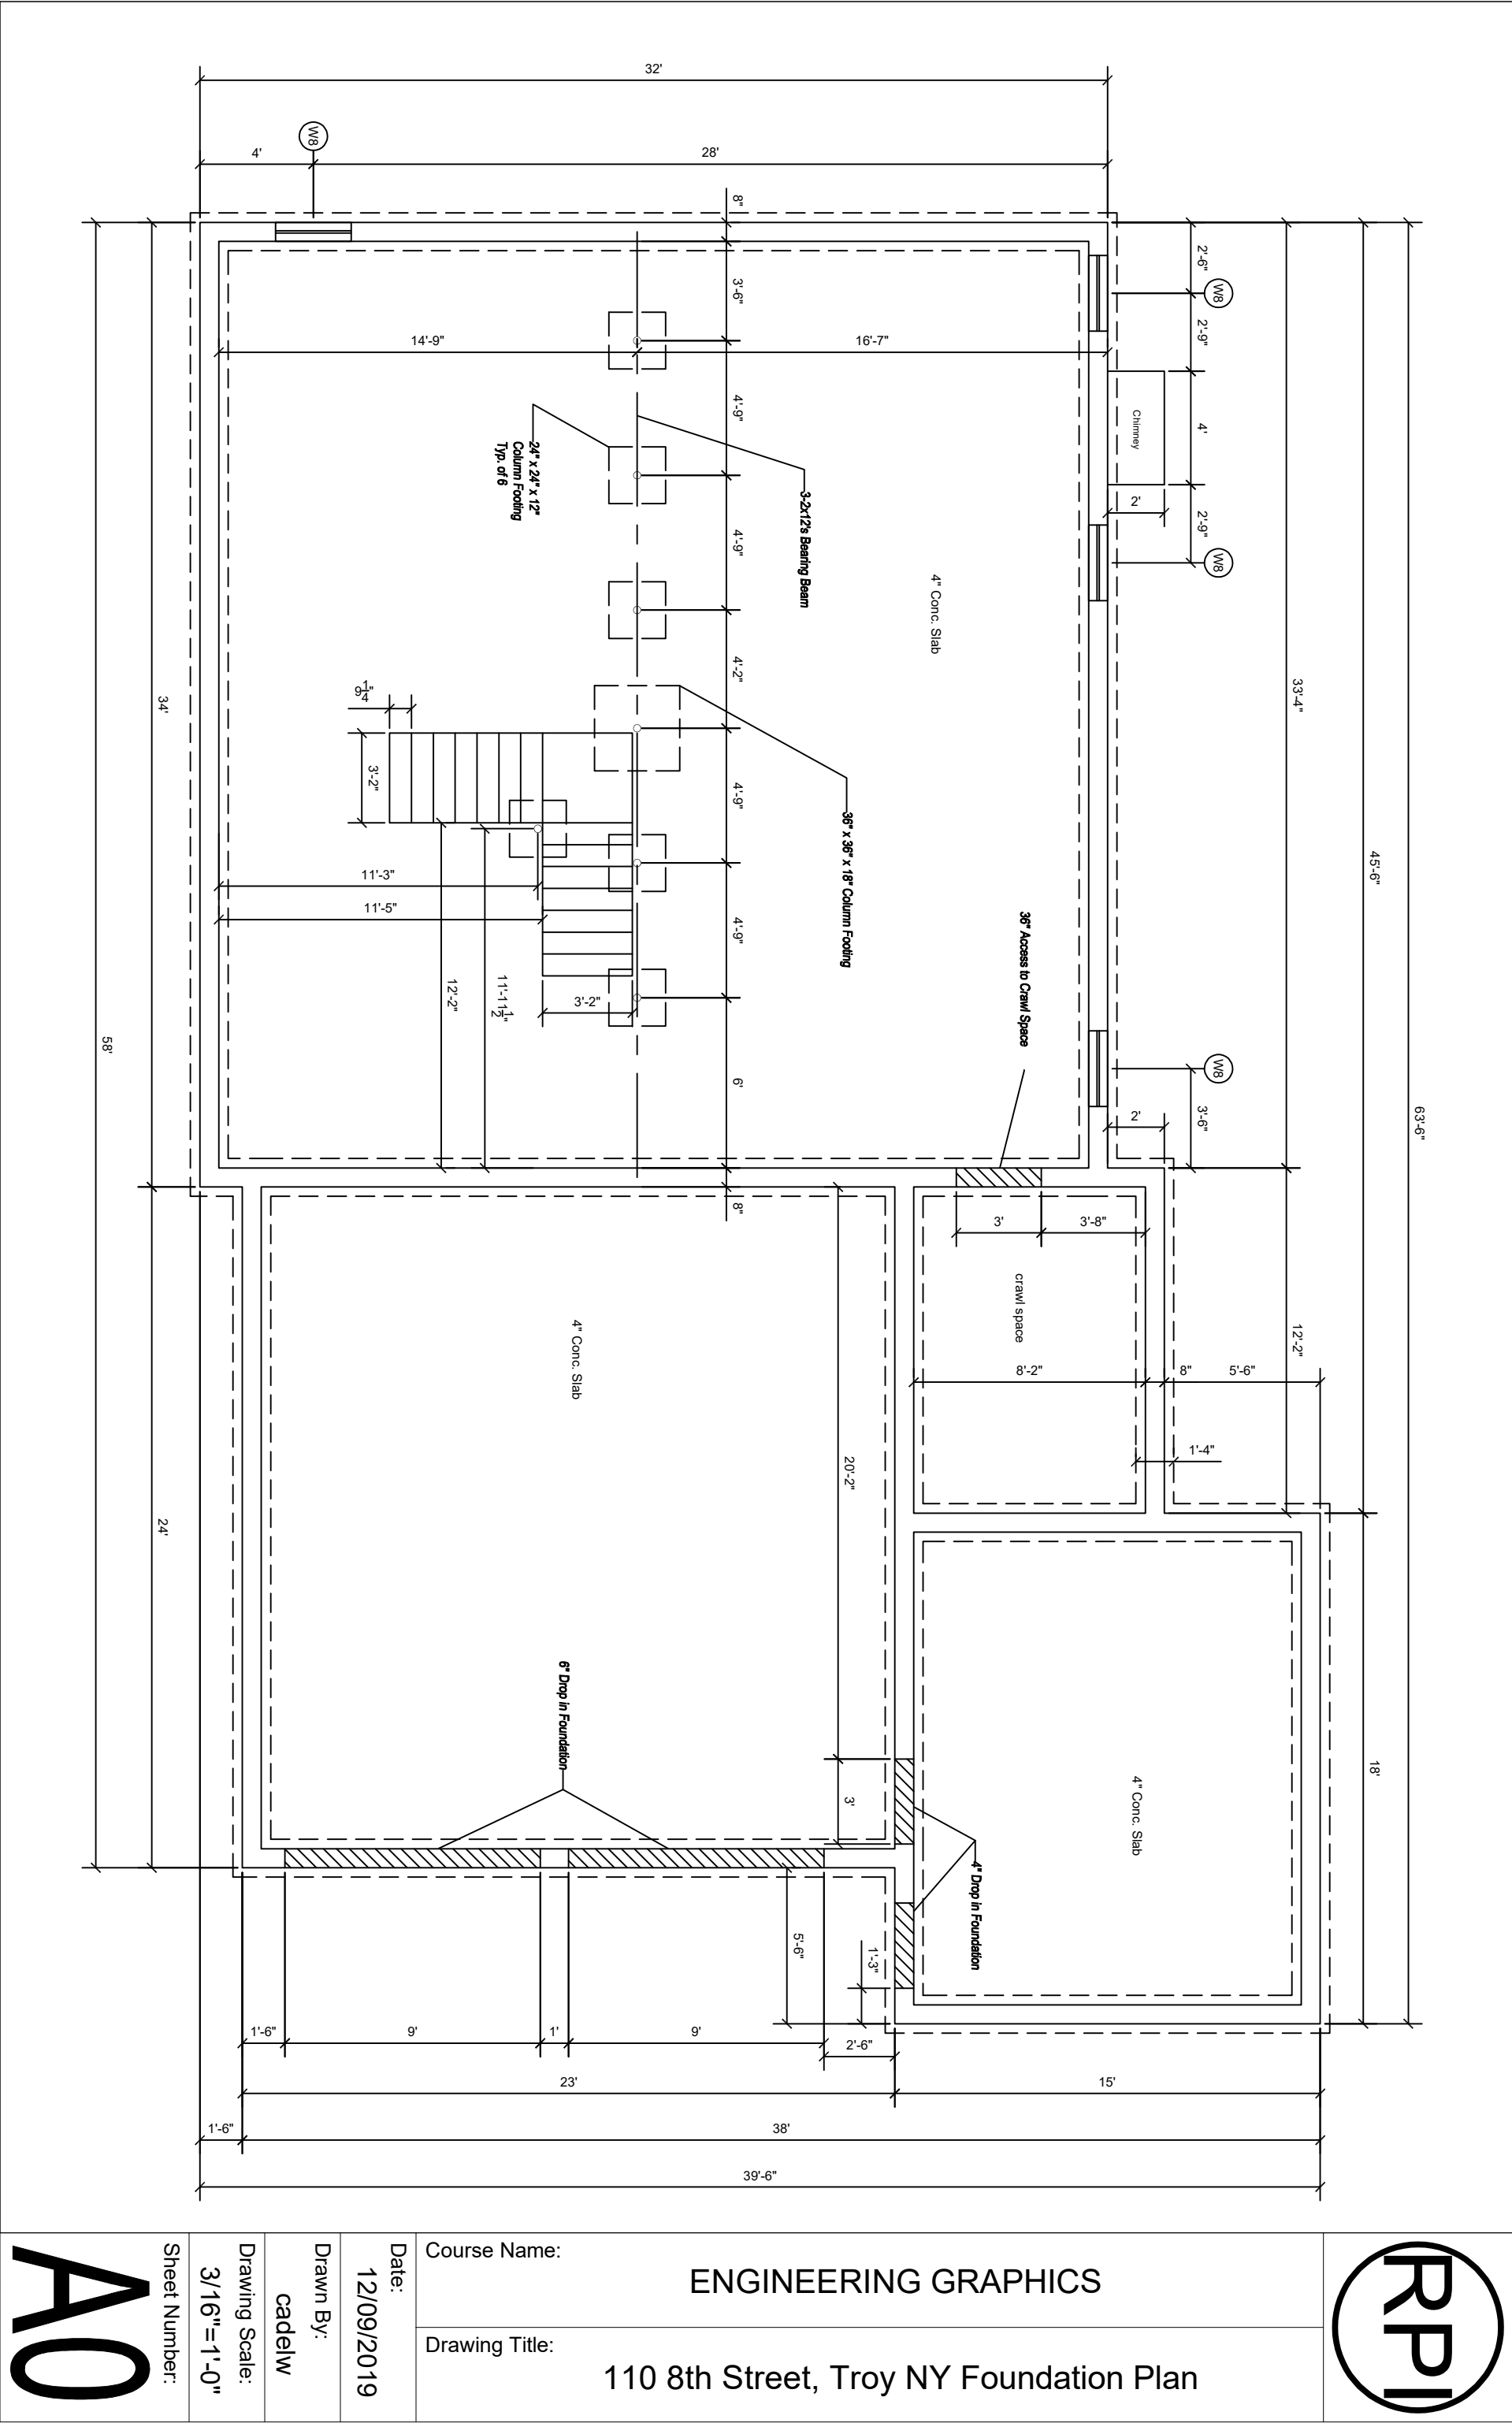 32'
4'
28'
W8
8"
2'-6"
W8
3'-6"
2'-9"
14'-9"
16'-7"
4'-9"
4'
Chimney
24" x 24" x 12"
Column Footing
Typ. of 6
3-2x12's Bearing Beam
2'
2'-9"
4'-9"
W8
4" Conc. Slab
4'-2"
9 1/4"
34'
33'-4"
3'-2"
4'-9"
36" x 36" x 18" Column Footing
45'-6"
11'-3"
11'-5"
4'-9"
36" Access to Crawl Space
12'-2"
11'-11 1/2"
3'-2"
58'
6'
W8
2'
3'-6"
63'-6"
8"
3'
3'-8"
crawl space
4" Conc. Slab
12'-2"
8'-2"
8"
5'-6"
1'-4"
20'-2"
24'
6" Drop in Foundation
3'
4" Conc. Slab
18'
4" Drop in Foundation
5'-6"
1'-3"
1'-6"
9'
1'
9'
2'-6"
23'
15'
1'-6"
38'
39'-6"
RPI
Course Name:
ENGINEERING GRAPHICS
Drawing Title:
110 8th Street, Troy NY Foundation Plan
Date:
12/09/2019
Drawn By:
cadelw
Drawing Scale:
3/16"=1'-0"
Sheet Number:
A0